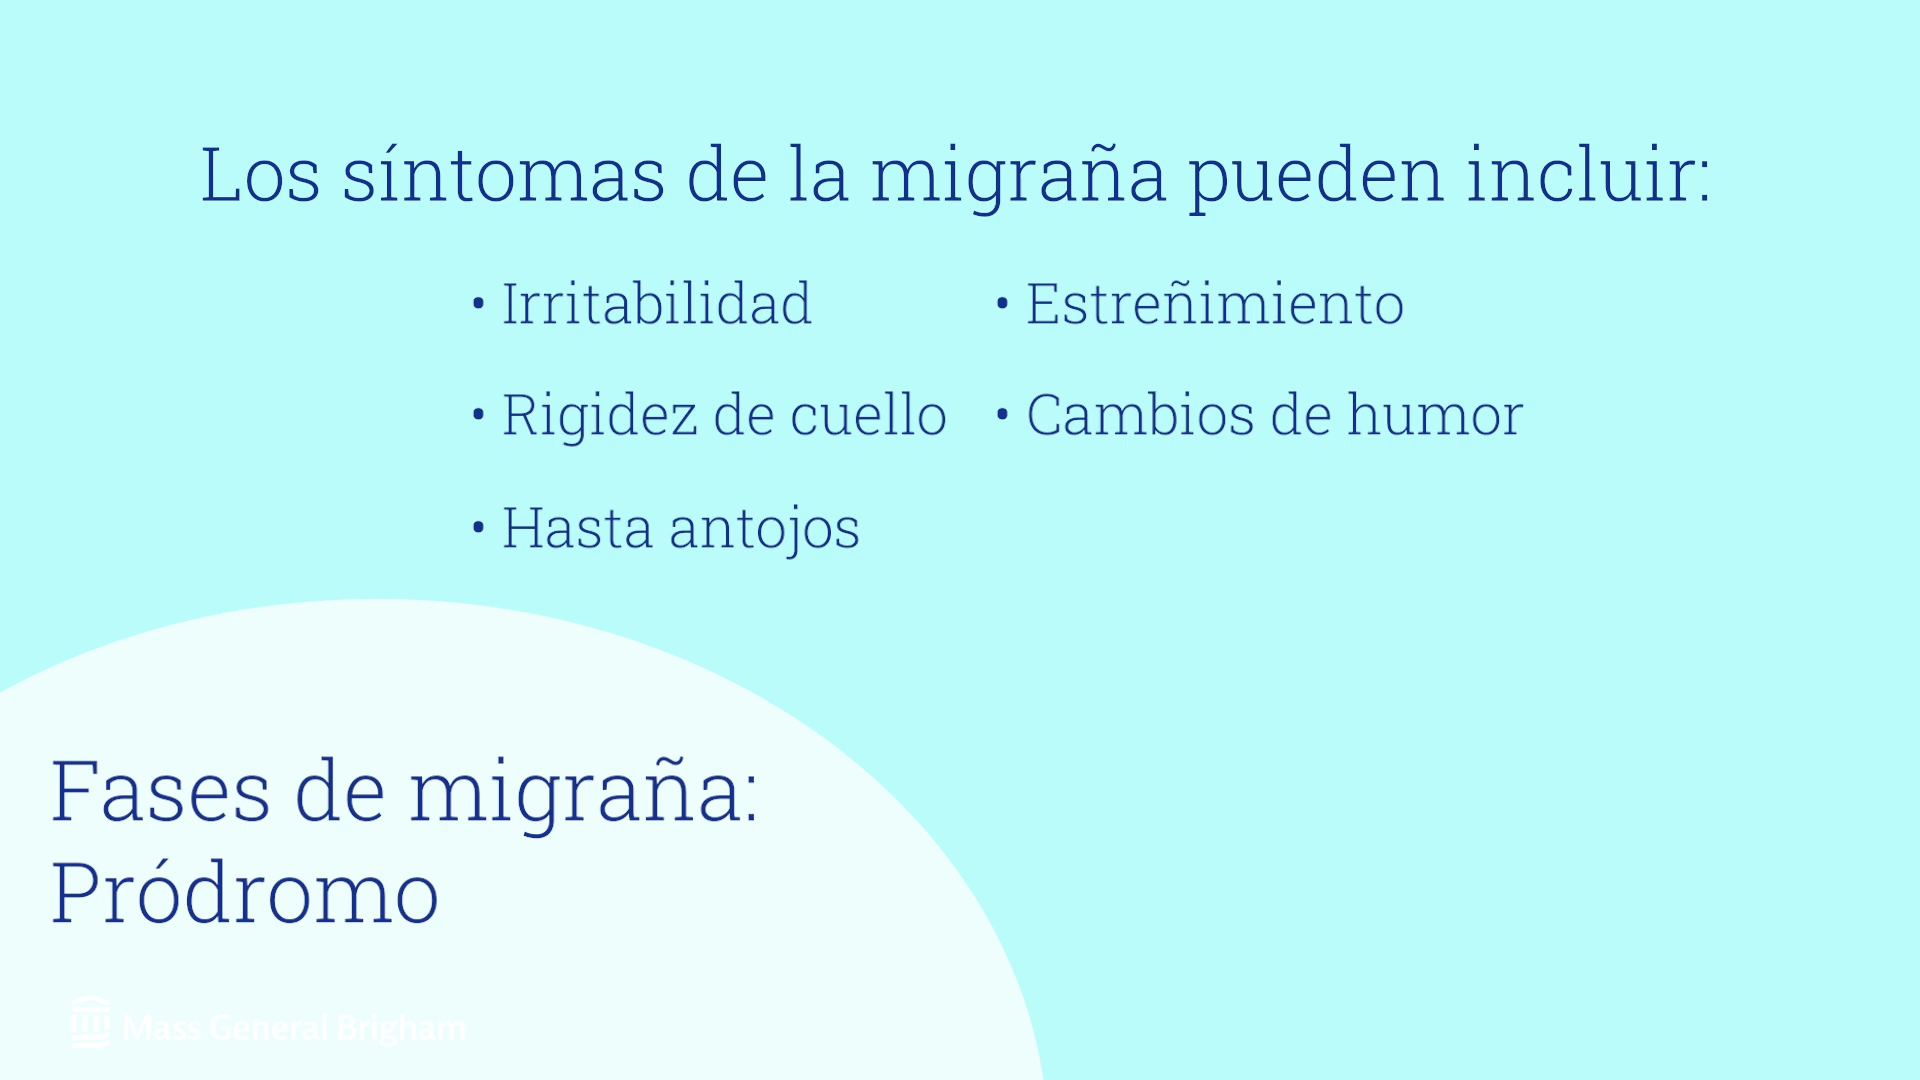 Los síntomas de la migraña pueden incluir:
• Irritabilidad
• Rigidez de cuello
• Hasta antojos
• Estreñimiento
• Cambios de humor
Fases de migraña:
Pródromo
Mass General Brigham